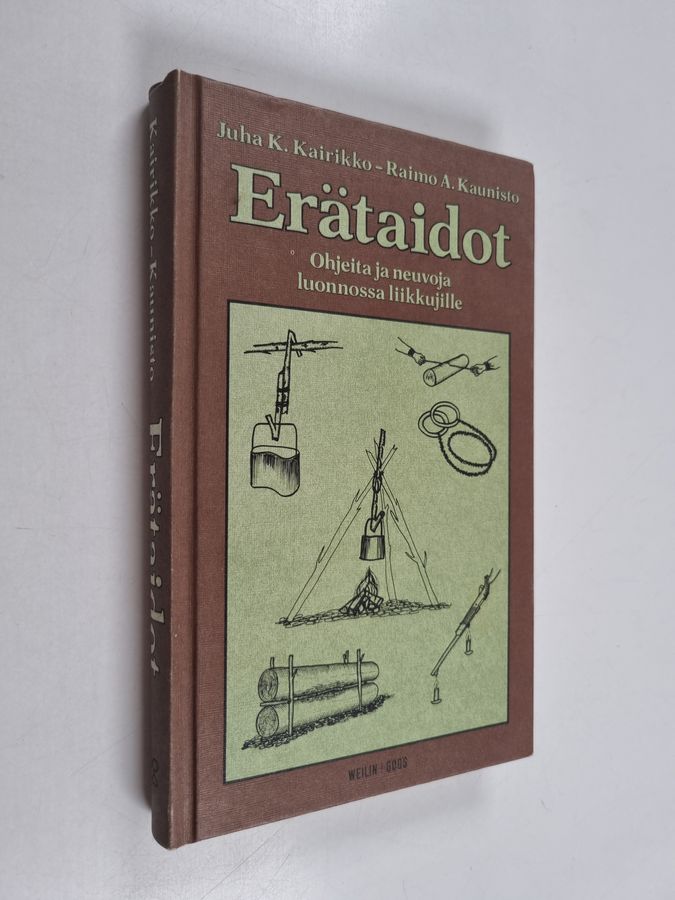 Juha K. Kairikko – Raimo A. Kaunisto
Erätaidot
Ohjeita ja neuvoja
luonnossa liikkujille
WEILIN+GÖÖS
Kairikko – Kaunisto
Erätaidot